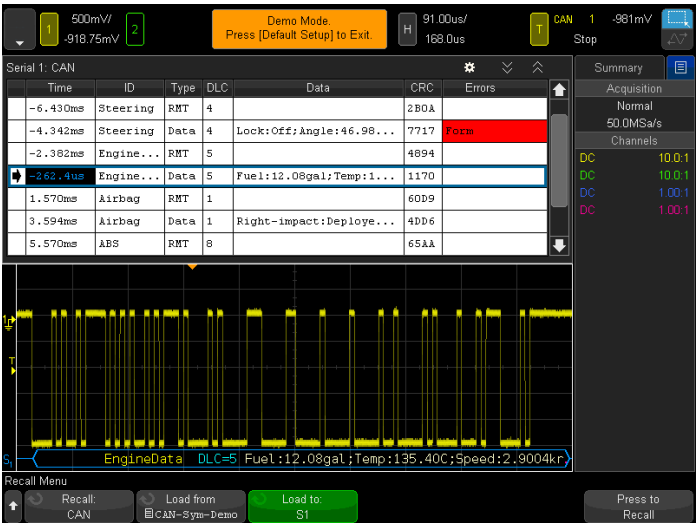 1 500mV/ -918.75mV 2 Demo Mode. Press [Default Setup] to Exit. H 91.00us/ 168.0us T CAN 1 -981mV Stop
Serial 1: CAN
Time ID Type DLC Data CRC Errors
-6.430ms Steering RMT 4 2B0A
-4.342ms Steering Data 4 Lock:Off;Angle:46.98... 7717 Form
-2.382ms Engine... RMT 5 4894
-262.4us Engine... Data 5 Fuel:12.08gal;Temp:1... 1170
1.570ms Airbag RMT 1 60D9
3.594ms Airbag Data 1 Right-impact:Deploye... 4DD6
5.570ms ABS RMT 8 65AA
Summary
Acquisition
Normal
50.0MSa/s
Channels
DC 10.0:1
DC 10.0:1
DC 1.00:1
DC 1.00:1
1
T
S1 EngineData DLC=5 Fuel:12.08gal;Temp:135.40C;Speed:2.9004kr
Recall Menu
Recall: CAN
Load from CAN-Sym-Demo
Load to: S1
Press to Recall